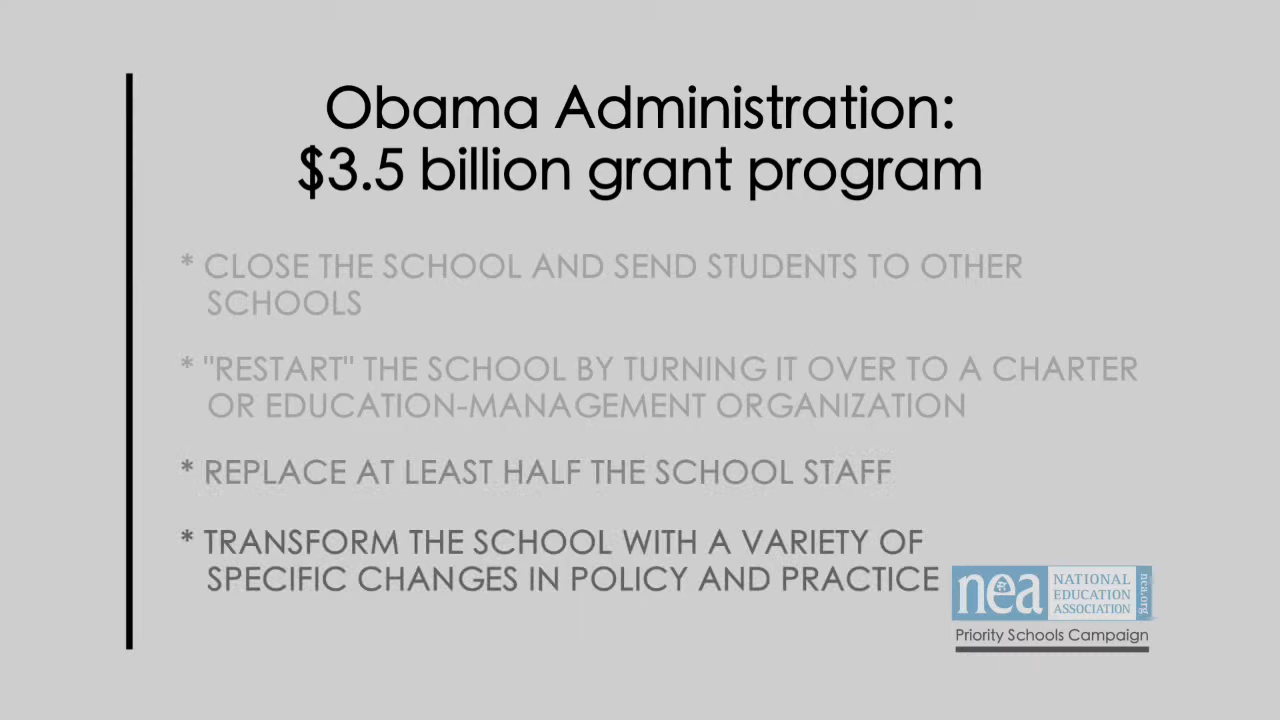 Obama Administration:
$3.5 billion grant program
* CLOSE THE SCHOOL AND SEND STUDENTS TO OTHER
SCHOOLS
* "RESTART" THE SCHOOL BY TURNING IT OVER TO A CHARTER
OR EDUCATION-MANAGEMENT ORGANIZATION
* REPLACE AT LEAST HALF THE SCHOOL STAFF
* TRANSFORM THE SCHOOL WITH A VARIETY OF
SPECIFIC CHANGES IN POLICY AND PRACTICE
nea
NATIONAL
EDUCATION
ASSOCIATION
nea.org
Priority Schools Campaign